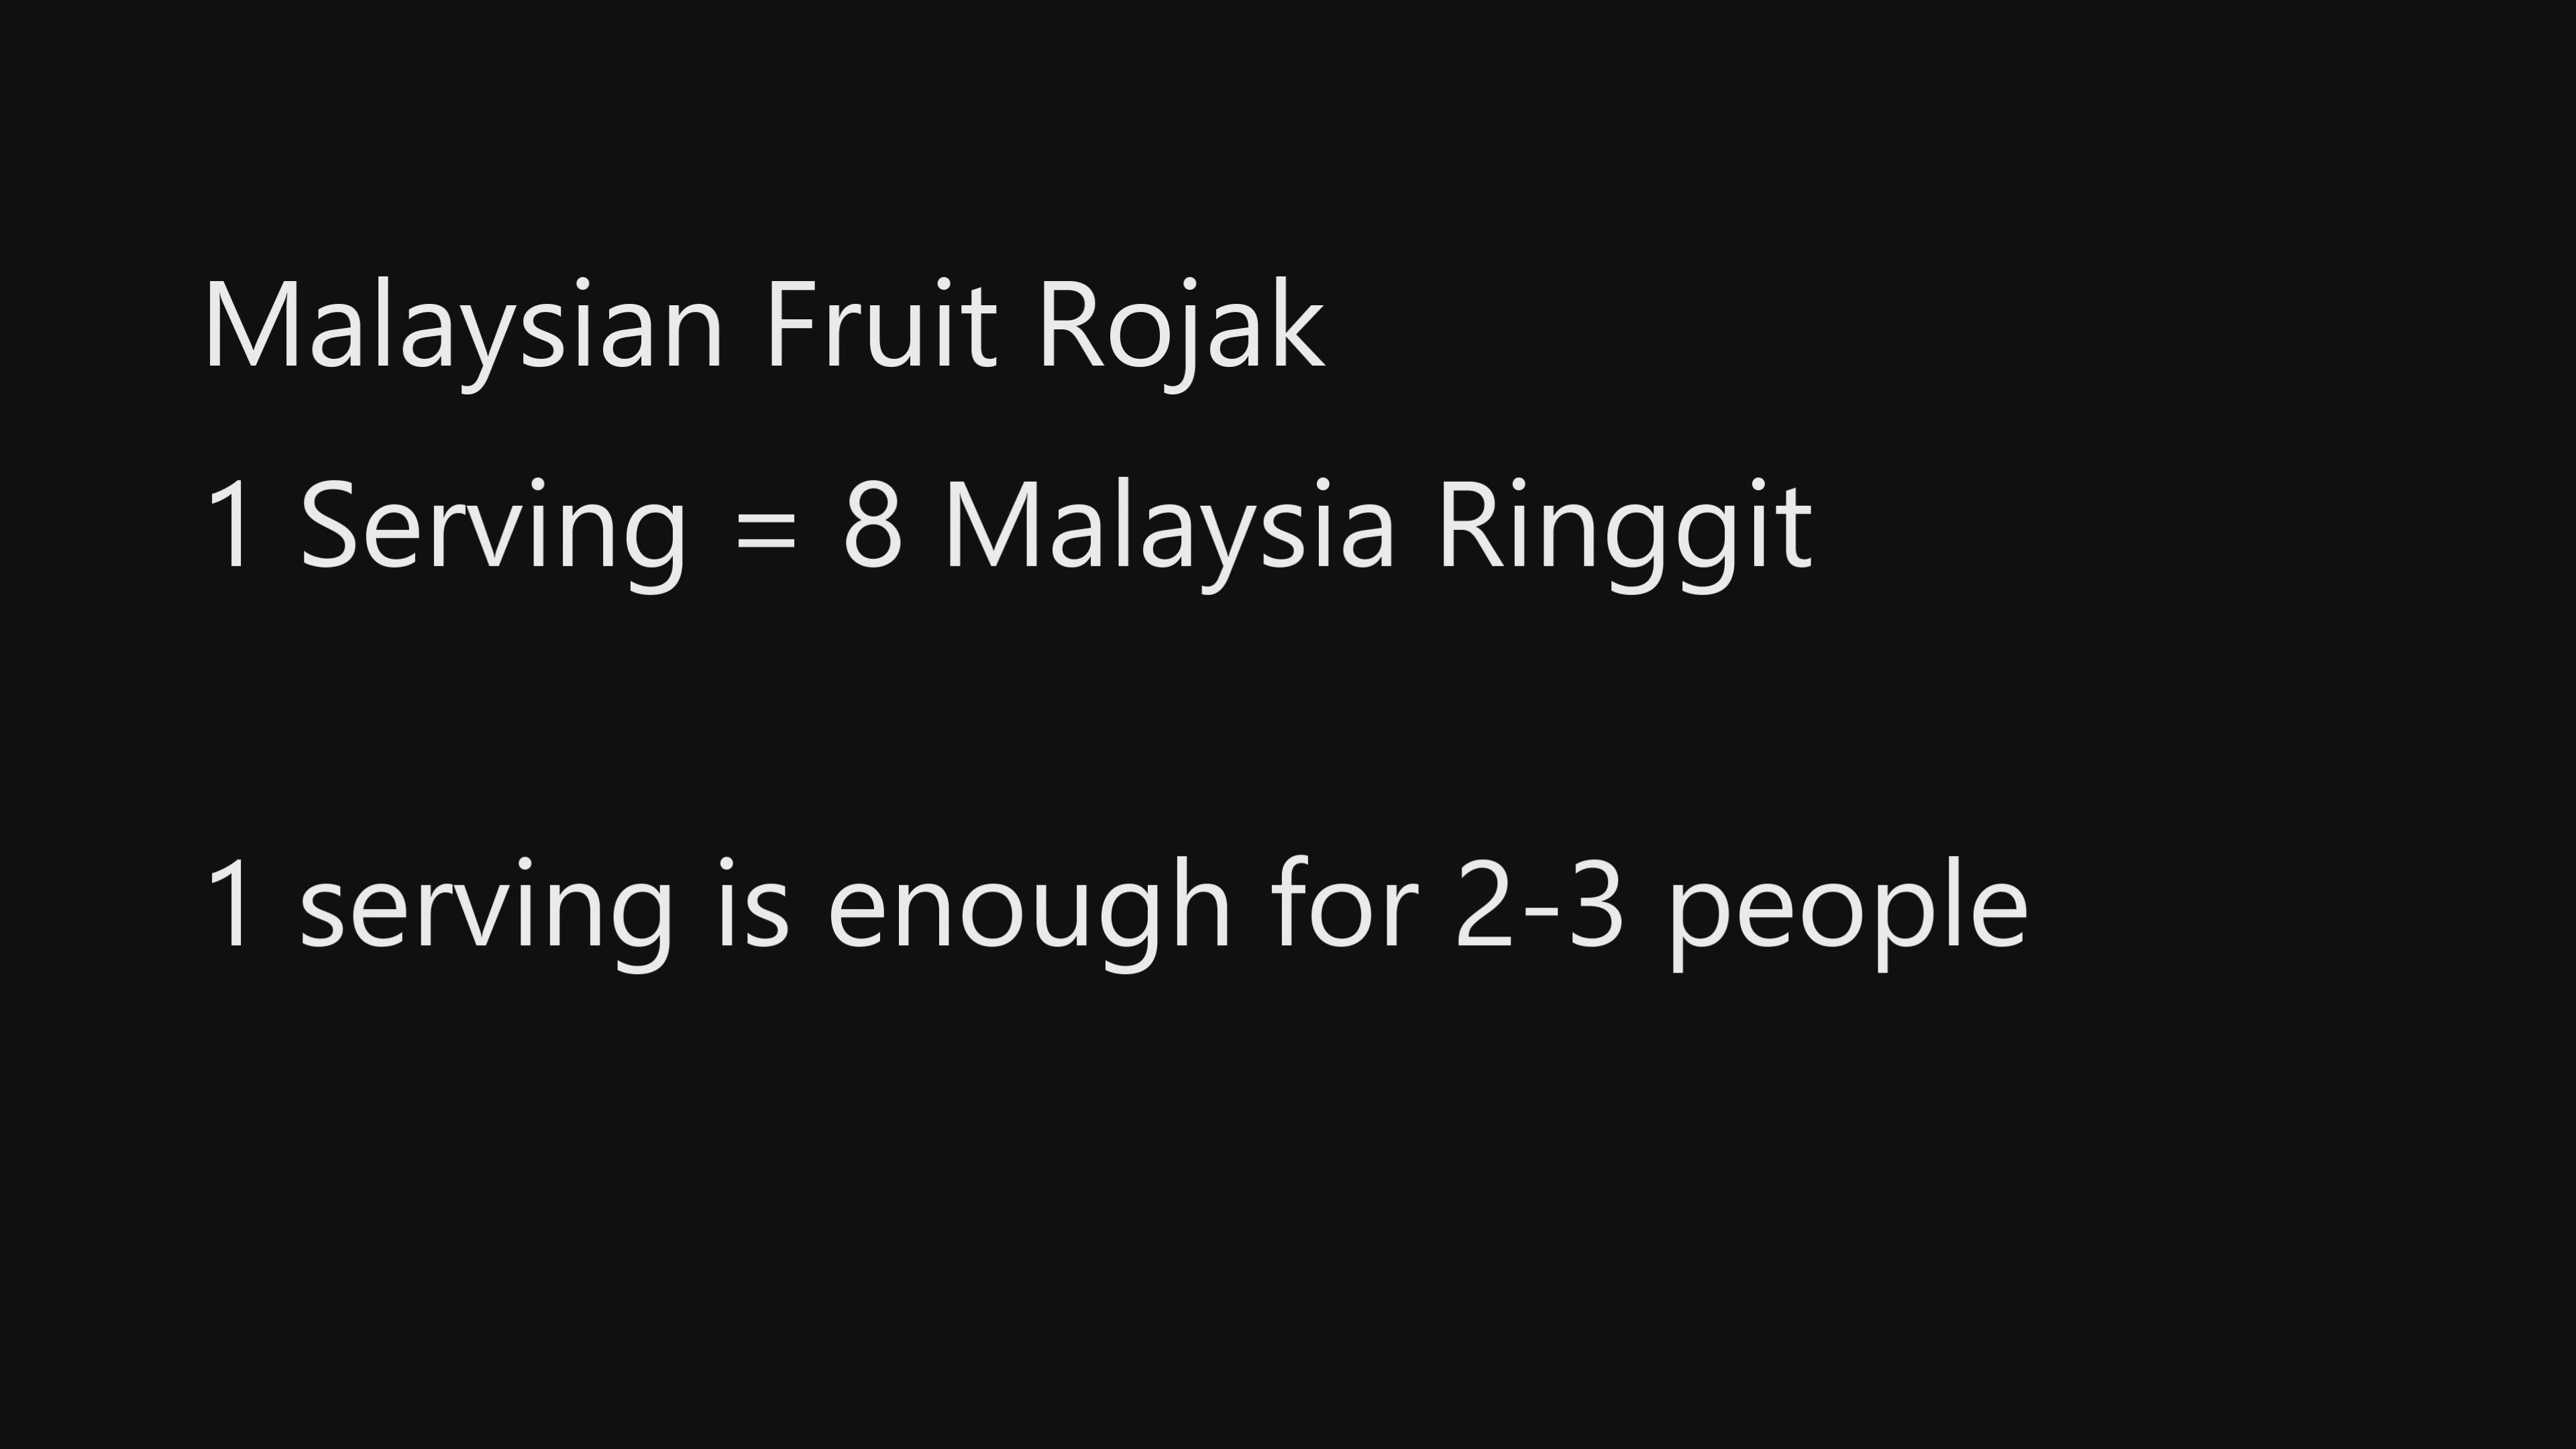 Malaysian Fruit Rojak
1 Serving = 8 Malaysia Ringgit
1 serving is enough for 2-3 people